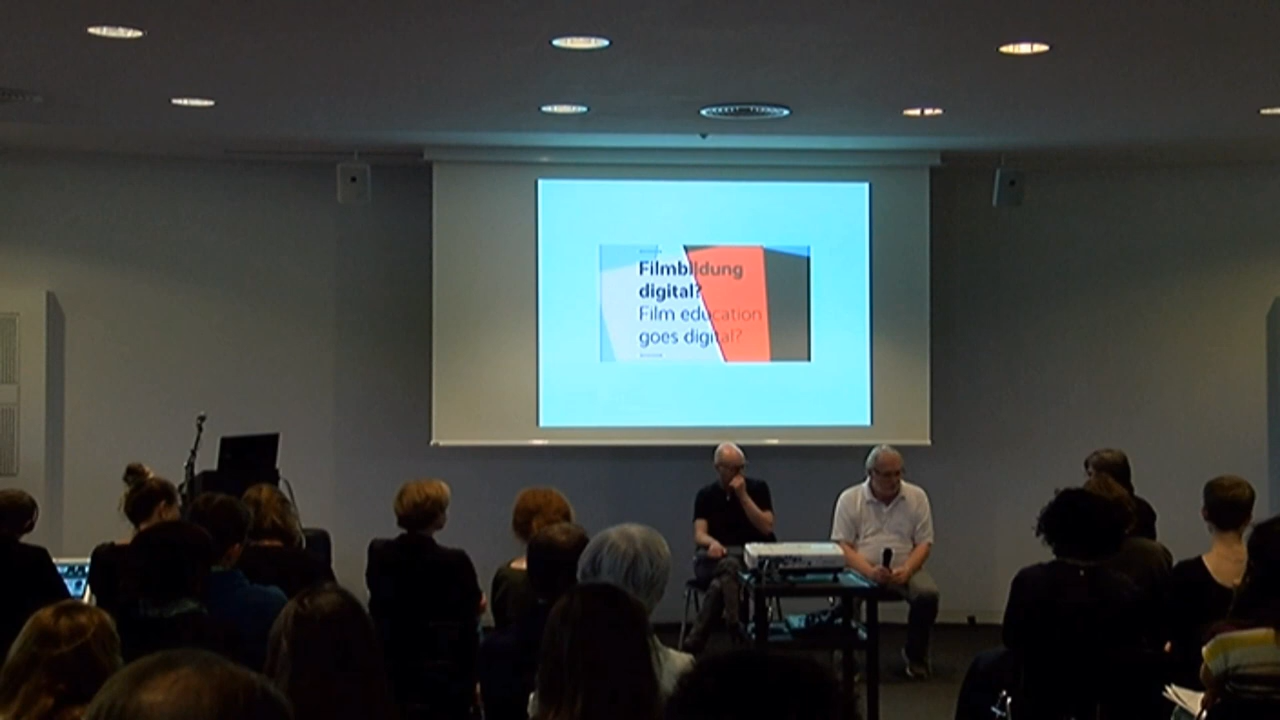 Filmbildung
digital?
Film education
goes digital?